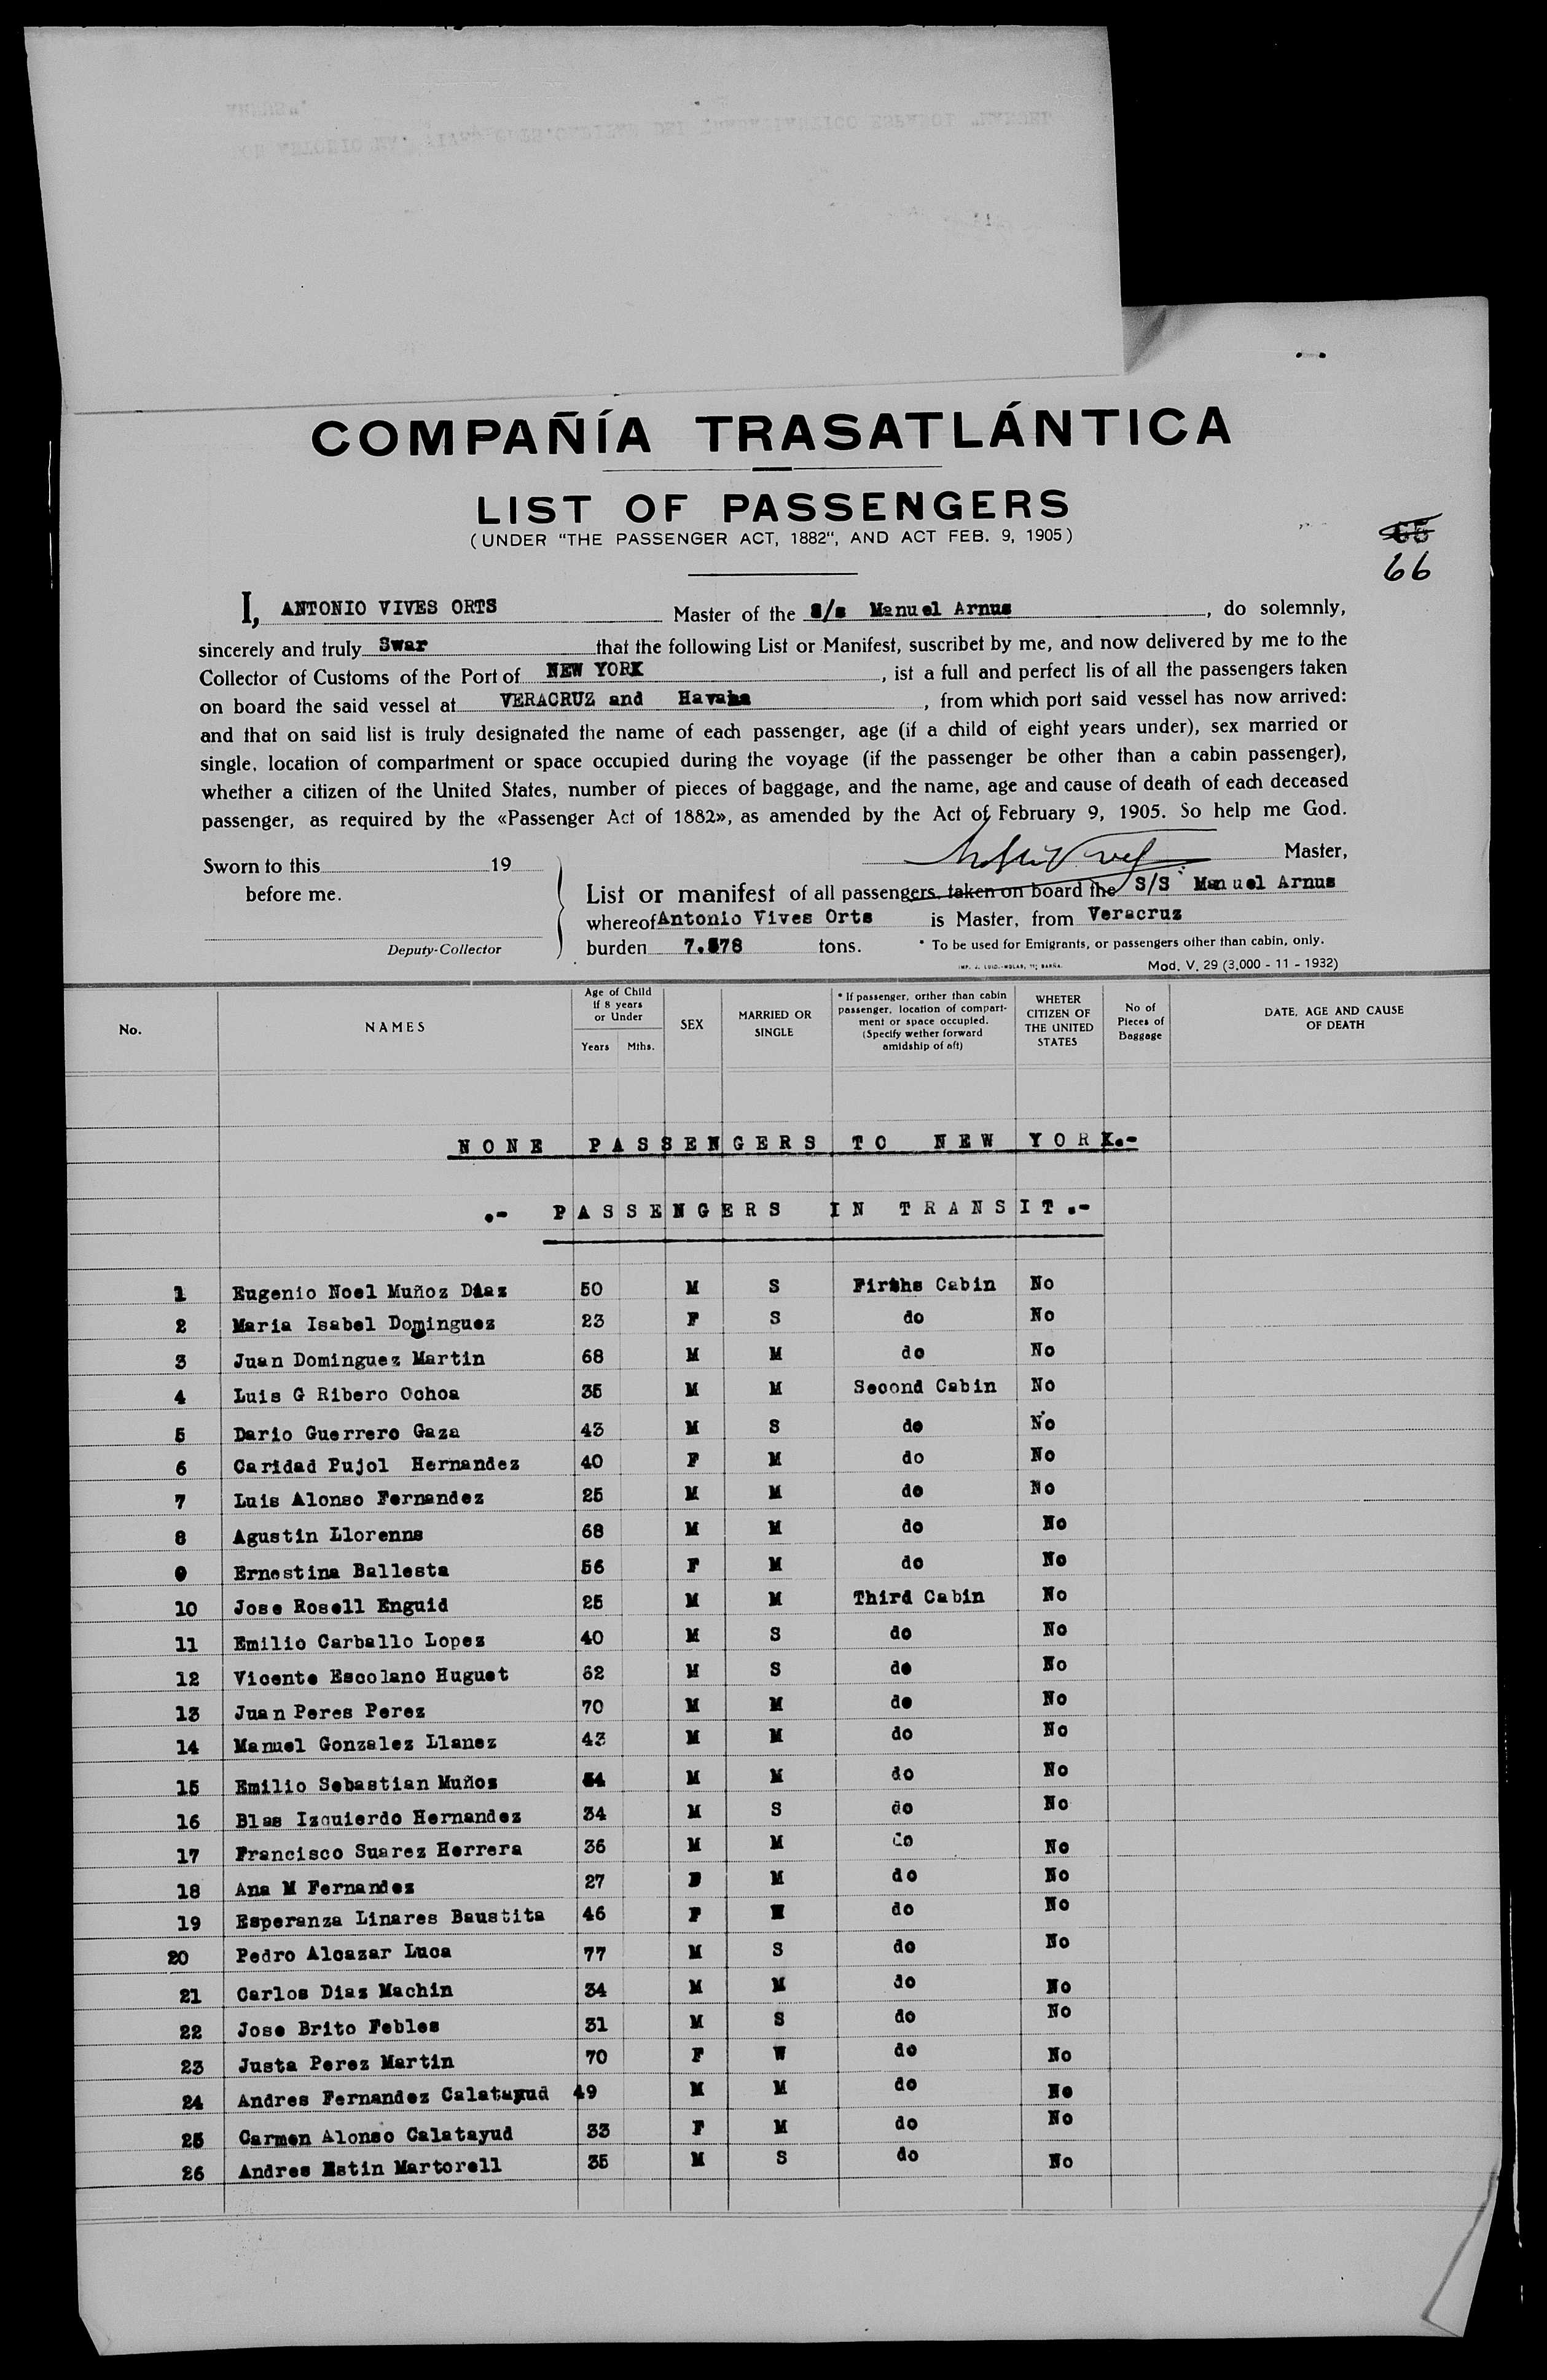 COMPAÑÍA TRASATLÁNTICA
LIST OF PASSENGERS
(UNDER "THE PASSENGER ACT, 1882", AND ACT FEB. 9, 1905)
65
66
I, ANTONIO VIVES ORTS Master of the S/s Manuel Arnus, do solemnly,
sincerely and truly Swar that the following List or Manifest, suscribet by me, and now delivered by me to the
Collector of Customs of the Port of NEW YORK, ist a full and perfect lis of all the passengers taken
on board the said vessel at VERACRUZ and Havana, from which port said vessel has now arrived:
and that on said list is truly designated the name of each passenger, age (if a child of eight years under), sex married or
single, location of compartment or space occupied during the voyage (if the passenger be other than a cabin passenger),
whether a citizen of the United States, number of pieces of baggage, and the name, age and cause of death of each deceased
passenger, as required by the «Passenger Act of 1882», as amended by the Act of February 9, 1905. So help me God.
Sworn to this 19 Master,
before me.
List or manifest of all passengers taken on board the S/S Manuel Arnus
whereof Antonio Vives Orts is Master, from Veracruz
Deputy-Collector
burden 7.578 tons. * To be used for Emigrants, or passengers other than cabin, only.
Mod. V. 29 (3,000 - 11 - 1932)
No. NAMES Age of Child if 8 years or Under Years Mths. SEX MARRIED OR SINGLE * If passenger, orther than cabin passenger, location of compartment or space occupied. (Specify wether forward amidship of aft) WHETER CITIZEN OF THE UNITED STATES No of Pieces of Baggage DATE, AGE AND CAUSE OF DEATH
NONE PASSENGERS TO NEW YORK.-
.- PASSENGERS IN TRANSIT.-
1 Eugenio Noel Muñoz Diaz 50 M S Firths Cabin No
2 Maria Isabel Dominguez 23 F S do No
3 Juan Dominguez Martin 68 M M do No
4 Luis G Ribero Ochoa 35 M M Second Cabin No
5 Dario Guerrero Gaza 43 M S do No
6 Caridad Pujol Hernandez 40 F M do No
7 Luis Alonso Fernandez 25 M M do No
8 Agustin Llorenns 68 M M do No
9 Ernestina Ballesta 56 F M do No
10 Jose Rosell Enguid 25 M M Third Cabin No
11 Emilio Carballo Lopez 40 M S do No
12 Vicente Escolano Huguet 62 M S do No
13 Juan Peres Perez 70 M M do No
14 Manuel Gonzalez Llanez 43 M M do No
15 Emilio Sebastian Muños 54 M M do No
16 Blas Izquierdo Hernandez 34 M S do No
17 Francisco Suarez Herrera 36 M M do No
18 Ana M Fernandez 27 F M do No
19 Esperanza Linares Baustita 46 F do No
20 Pedro Alcazar Luca 77 M S do No
21 Carlos Dias Machin 34 M M do No
22 Jose Brito Febles 31 M S do No
23 Justa Perez Martin 70 F W do No
24 Andres Fernandez Calatayud 49 M M do No
25 Carmen Alonso Calatayud 33 F M do No
26 Andres Estin Martorell 35 M S do No